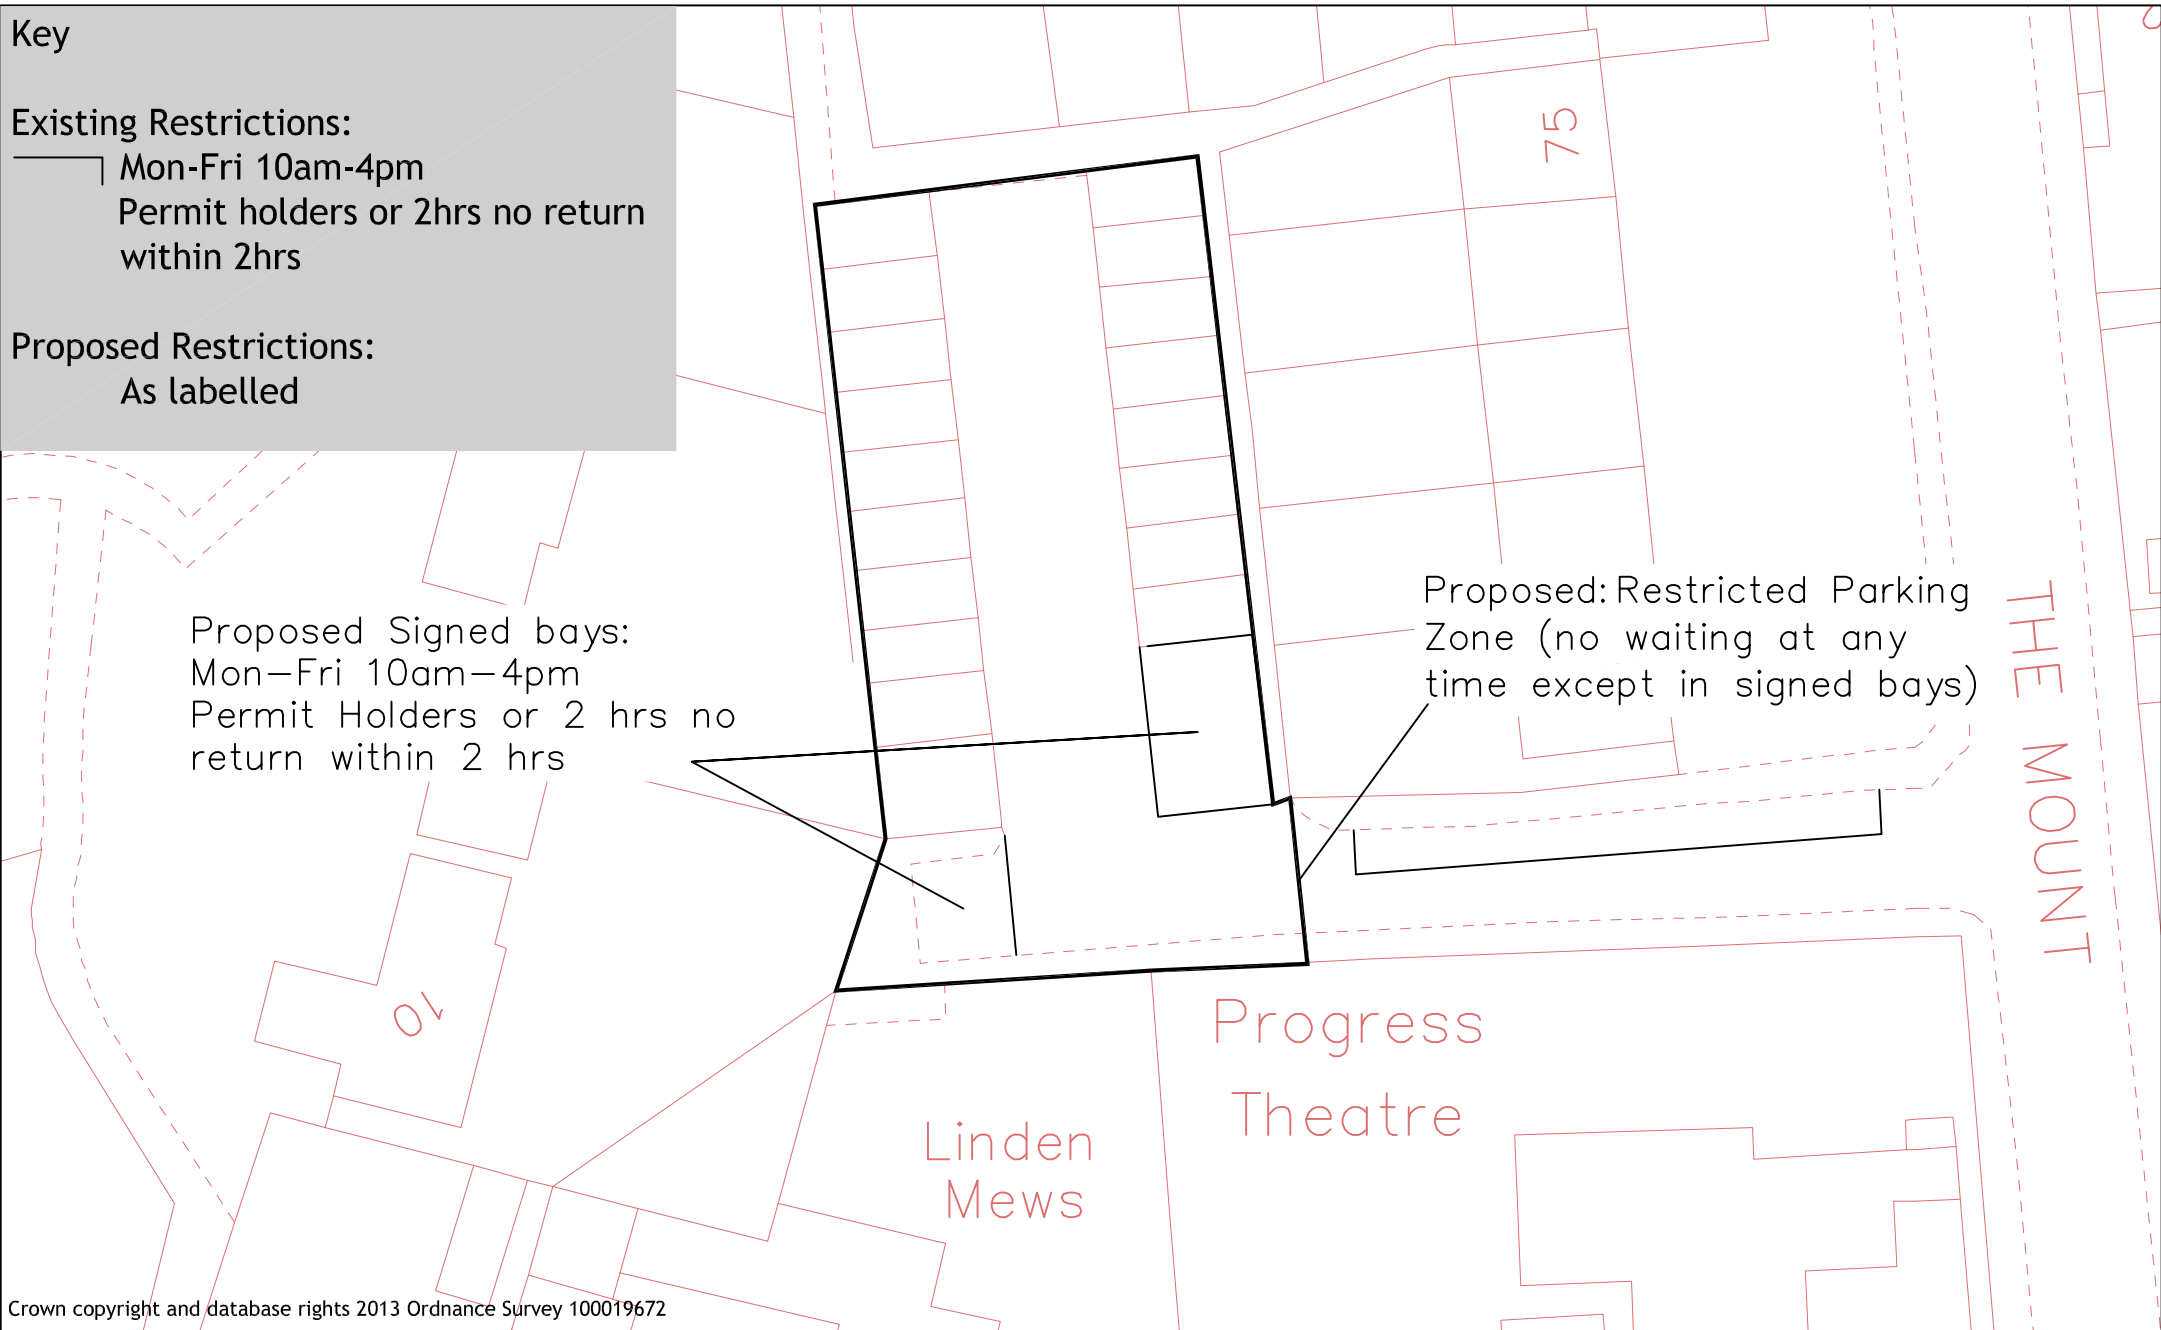 Key
Existing Restrictions:
Mon-Fri 10am-4pm
Permit holders or 2hrs no return
within 2hrs
Proposed Restrictions:
As labelled
75
Proposed: Restricted Parking
Zone (no waiting at any
time except in signed bays)
Proposed Signed bays:
Mon-Fri 10am-4pm
Permit Holders or 2 hrs no
return within 2 hrs
THE MOUNT
10
Progress
Theatre
Linden
Mews
Crown copyright and database rights 2013 Ordnance Survey 100019672